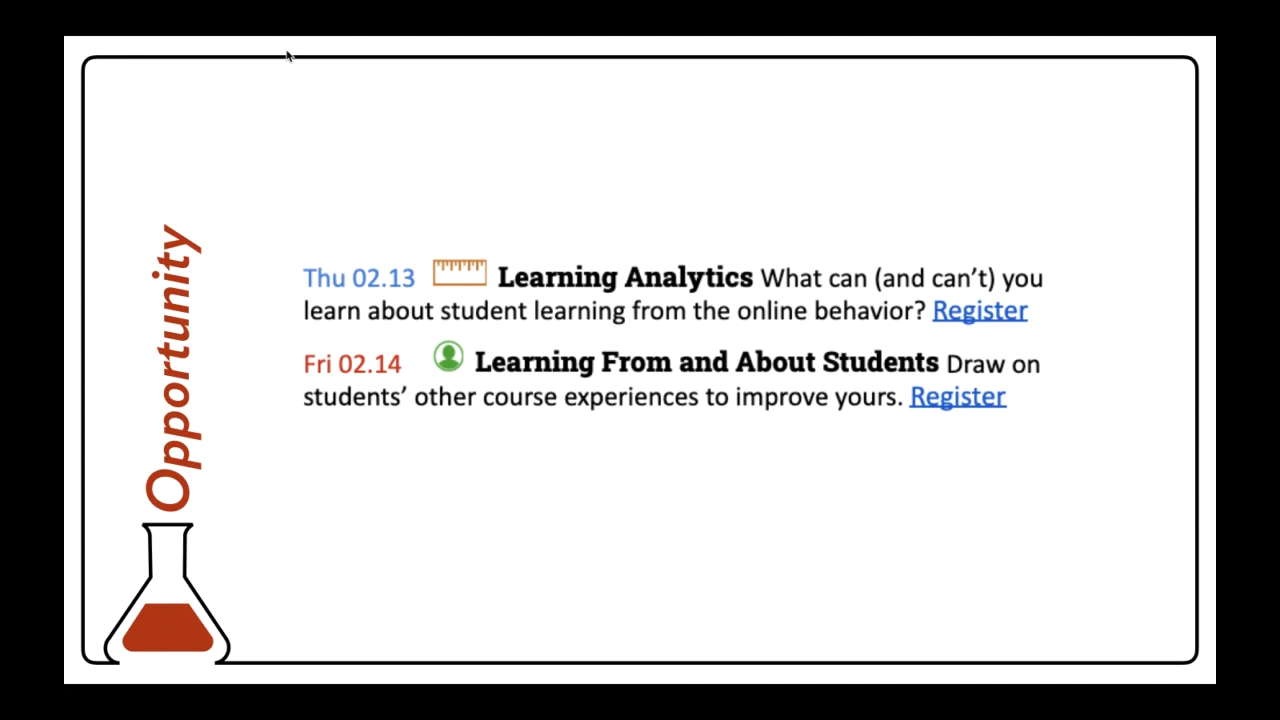 Opportunity
Thu 02.13 Learning Analytics What can (and can’t) you
learn about student learning from the online behavior? Register
Fri 02.14 Learning From and About Students Draw on
students’ other course experiences to improve yours. Register